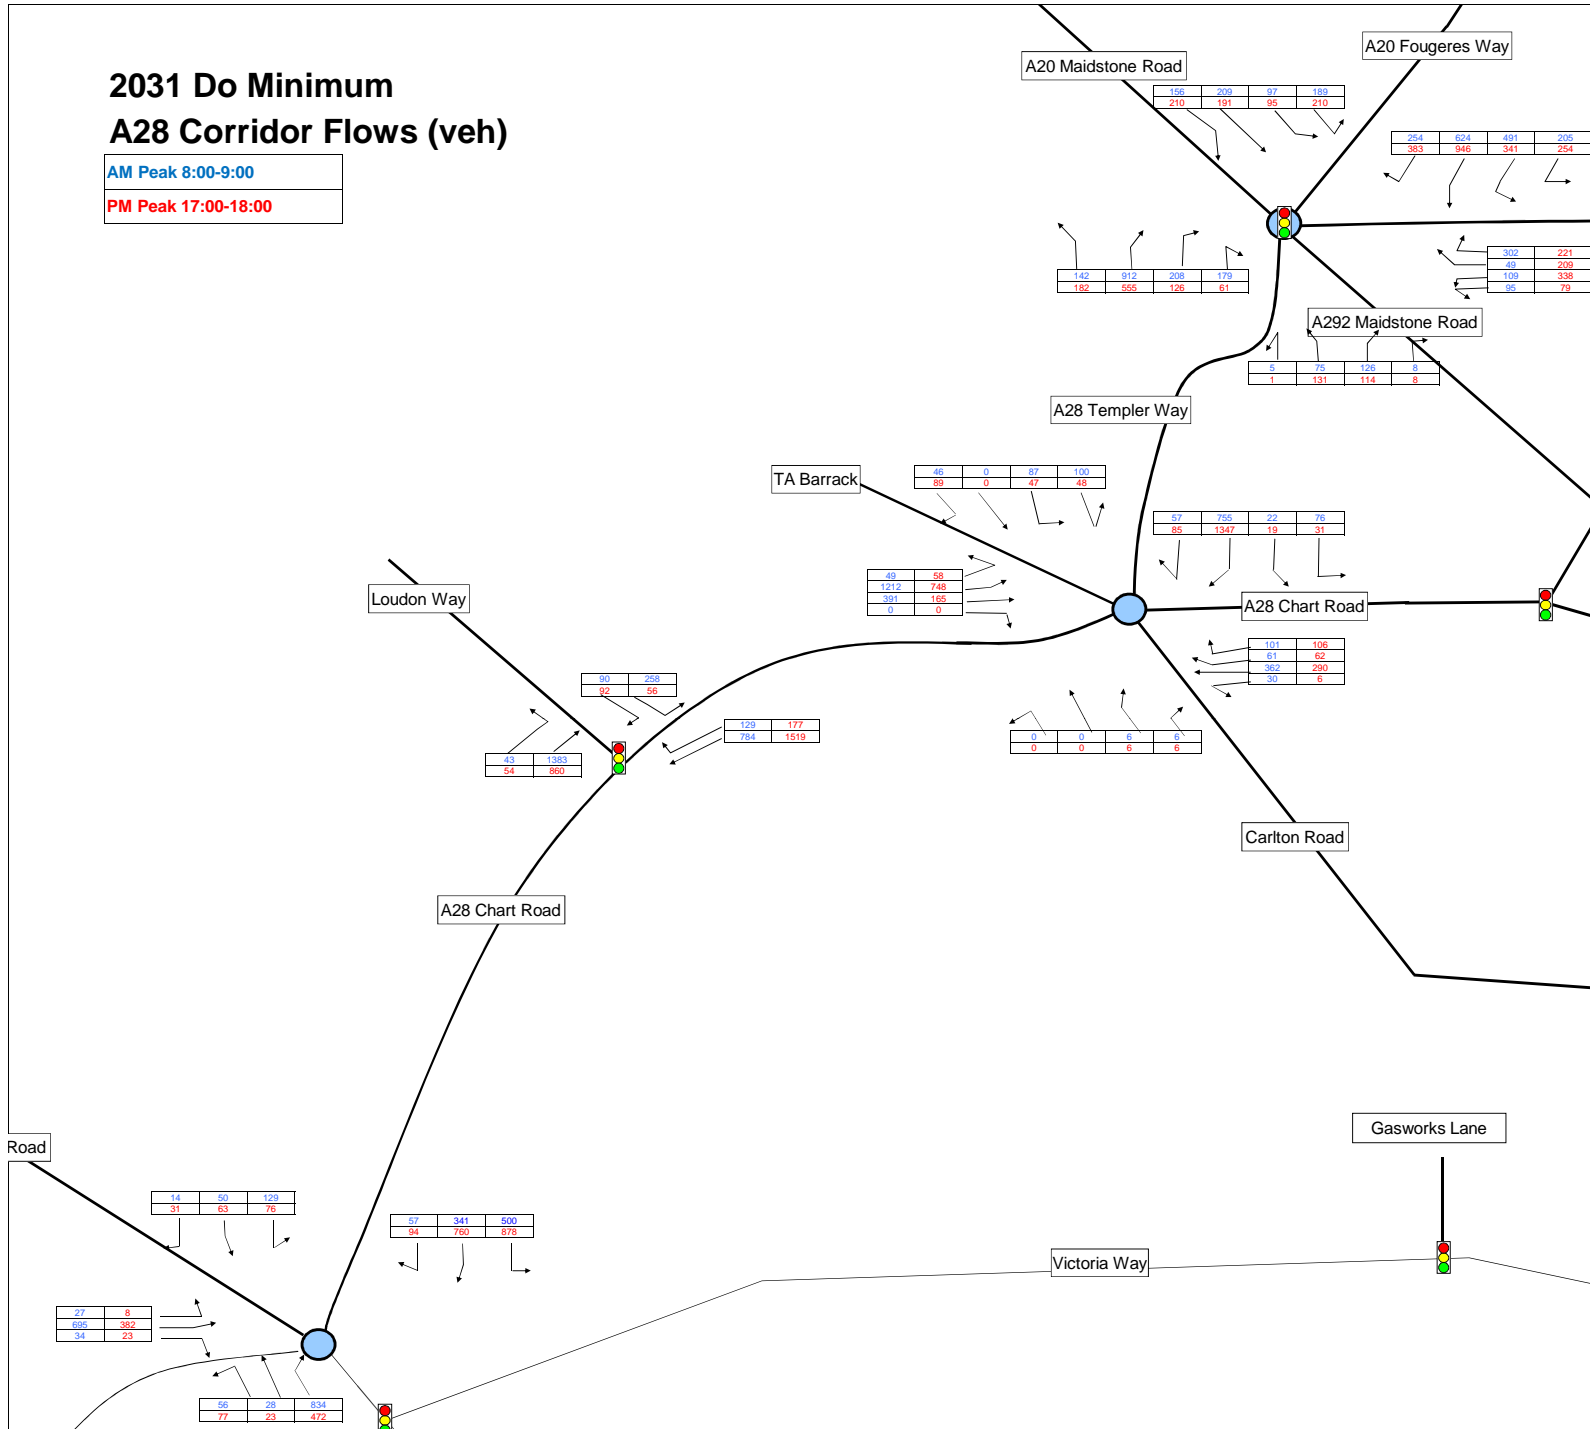 2031 Do Minimum
A28 Corridor Flows (veh)
AM Peak 8:00-9:00
PM Peak 17:00-18:00
A20 Fougeres Way
A20 Maidstone Road
156 209 97 189
210 191 95 210
254 624 491 205
383 946 341 254
302 221
49 209
109 338
95 79
142 912 208 179
182 555 126 61
A292 Maidstone Road
5 75 126 8
1 131 114 8
A28 Templer Way
TA Barrack
46 0 87 100
89 0 47 48
57 755 22 76
85 1347 19 31
49 58
1212 748
391 165
0 0
Loudon Way
A28 Chart Road
101 106
61 62
362 290
30 6
90 258
92 56
129 177
784 1519
0 0 6 6
0 0 6 6
43 1383
54 860
Carlton Road
A28 Chart Road
Gasworks Lane
Road
14 50 129
31 63 76
57 341 500
94 760 878
Victoria Way
27 8
695 382
34 23
56 28 834
77 23 472